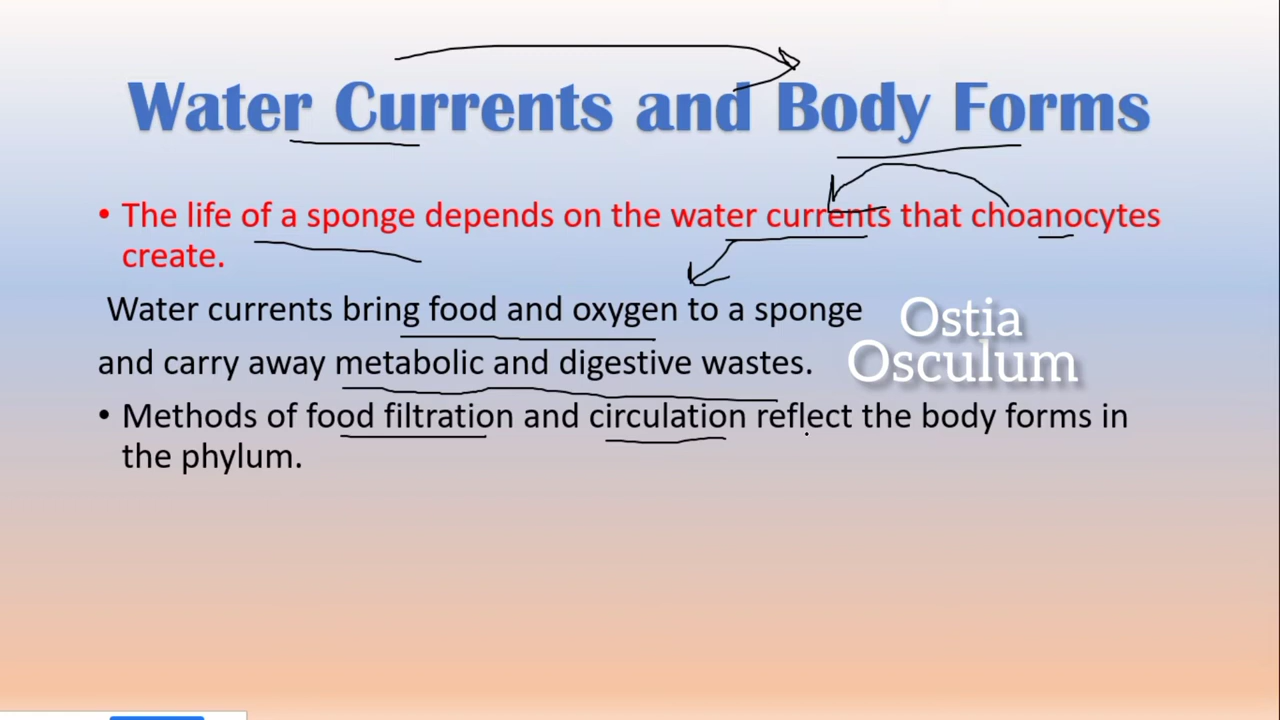 Water Currents and Body Forms
• The life of a sponge depends on the water currents that choanocytes
create.
Water currents bring food and oxygen to a sponge
and carry away metabolic and digestive wastes.
Ostia
Osculum
• Methods of food filtration and circulation reflect the body forms in
the phylum.